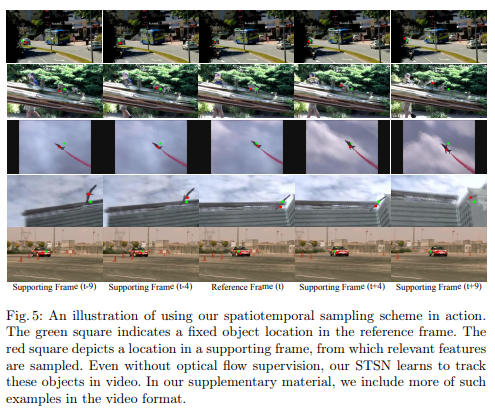 Supporting Frame (t-9) Supporting Frame (t-4) Reference Frame (t) Supporting Frame (t+4) Supporting Frame (t+9)
Fig. 5: An illustration of using our spatiotemporal sampling scheme in action.
The green square indicates a fixed object location in the reference frame. The
red square depicts a location in a supporting frame, from which relevant features
are sampled. Even without optical flow supervision, our STSN learns to track
these objects in video. In our supplementary material, we include more of such
examples in the video format.